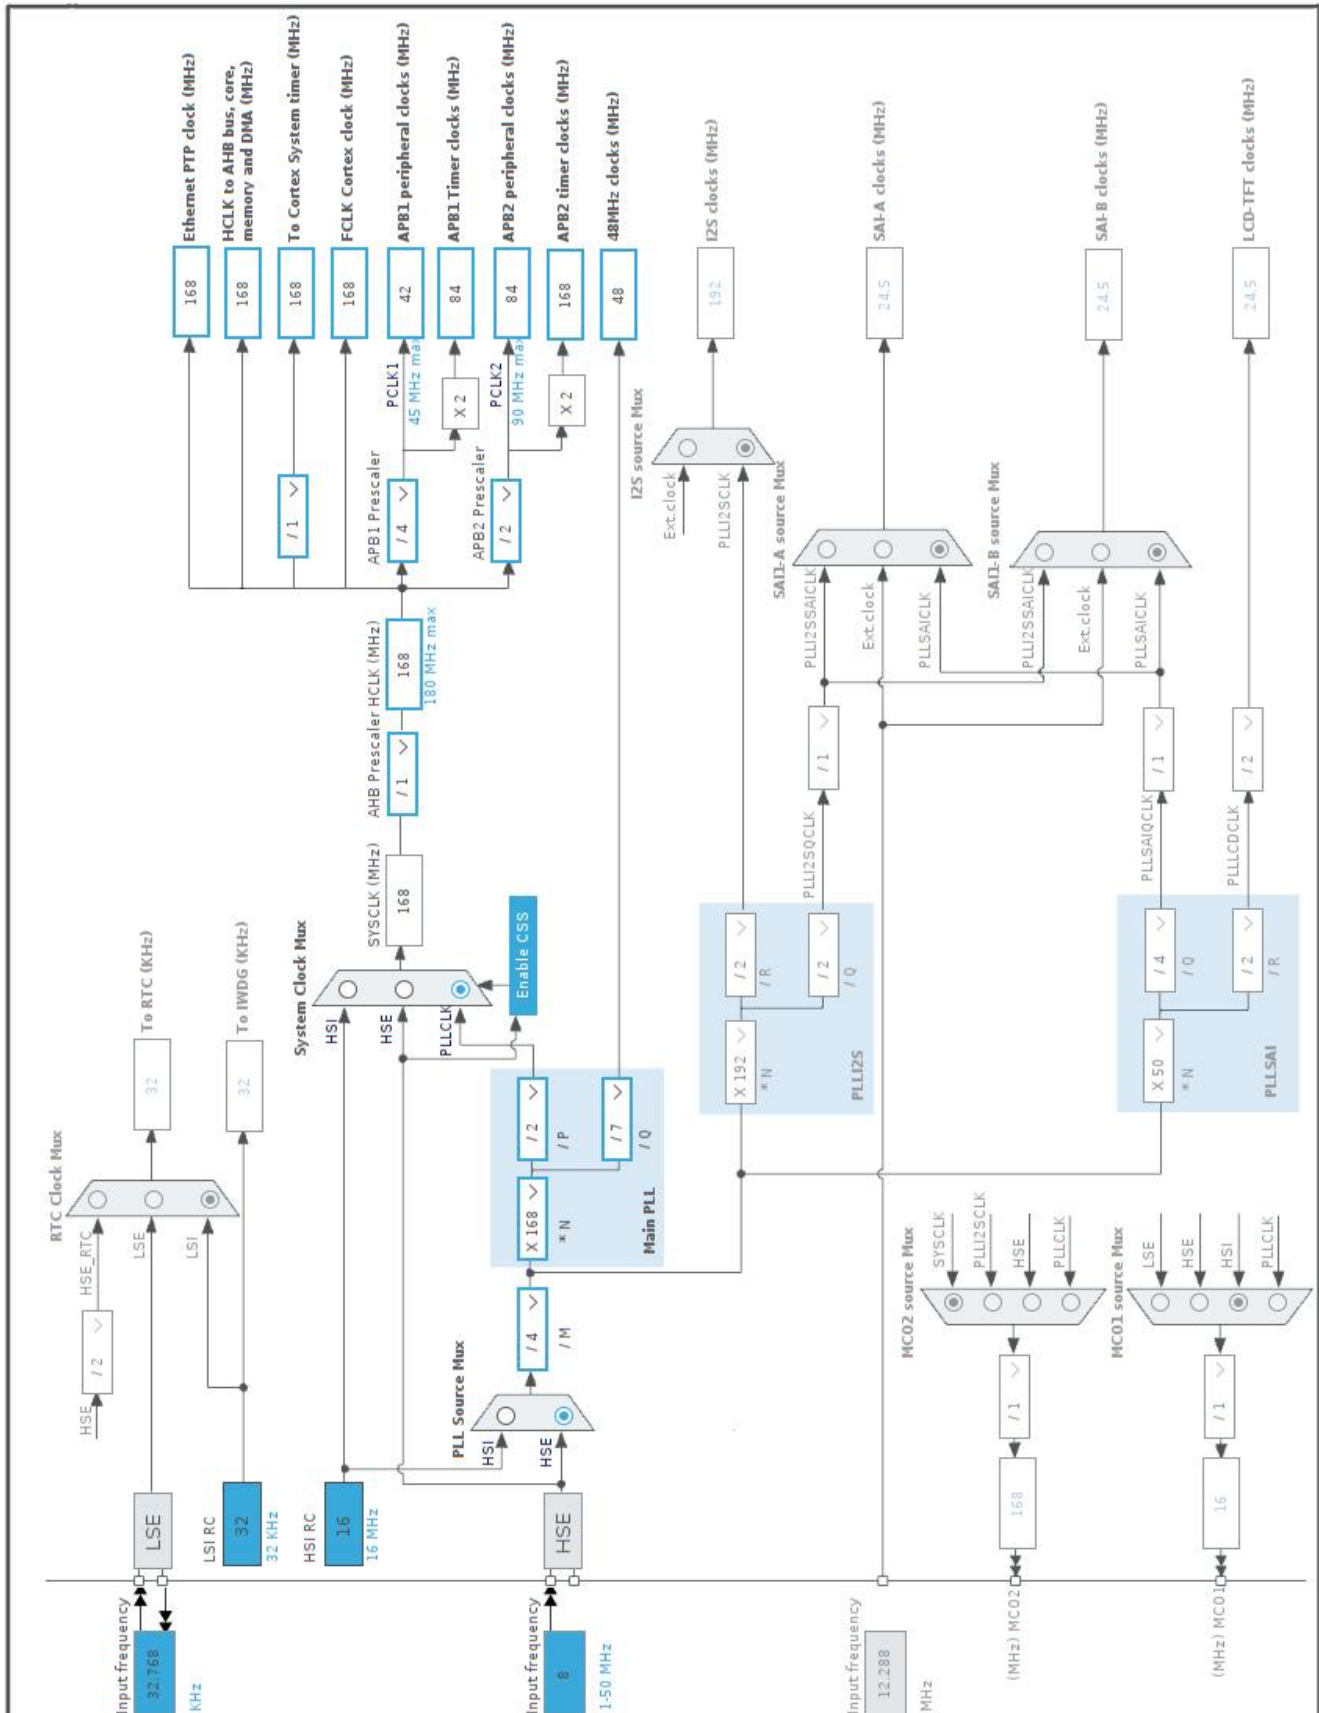 Input frequency
32.768
KHz
LSE
HSE
/ 2
HSE_RTC
LSE
LSI
RTC Clock Mux
32
To RTC (KHz)
LSI RC
32
32 KHz
32
To IWDG (KHz)
HSI RC
16
16 MHz
Input frequency
8
1-50 MHz
HSE
PLL Source Mux
HSI
HSE
/ 4
/ M
X 168
* N
/ 2
/ P
/ 7
/ Q
Main PLL
System Clock Mux
HSI
HSE
PLLCLK
Enable CSS
SYSCLK (MHz)
168
AHB Prescaler
/ 1
HCLK (MHz)
168
180 MHz max
/ 1
APB1 Prescaler
/ 4
PCLK1
45 MHz max
X 2
APB2 Prescaler
/ 2
PCLK2
90 MHz max
X 2
168
Ethernet PTP clock (MHz)
168
HCLK to AHB bus, core,
memory and DMA (MHz)
168
To Cortex System timer (MHz)
168
FCLK Cortex clock (MHz)
42
APB1 peripheral clocks (MHz)
84
APB1 Timer clocks (MHz)
84
APB2 peripheral clocks (MHz)
168
APB2 timer clocks (MHz)
48
48MHz clocks (MHz)
X 192
* N
/ 2
/ R
/ 2
/ Q
PLLI2S
PLLI2SQCLK
/ 1
I2S source Mux
Ext.clock
PLLI2SCLK
192
I2S clocks (MHz)
SAI1-A source Mux
PLLI2SSAICLK
Ext.clock
PLLSAICLK
24.5
SAI-A clocks (MHz)
SAI1-B source Mux
PLLI2SSAICLK
Ext.clock
PLLSAICLK
24.5
SAI-B clocks (MHz)
X 50
* N
/ 4
/ Q
/ 2
/ R
PLLSAI
PLLSAIQCLK
/ 1
PLLLCDCLK
/ 2
24.5
LCD-TFT clocks (MHz)
Input frequency
12.288
MHz
MCO2 source Mux
SYSCLK
PLLI2SCLK
HSE
PLLCLK
/ 1
168
(MHz) MCO2
MCO1 source Mux
LSE
HSE
HSI
PLLCLK
/ 1
16
(MHz) MCO1